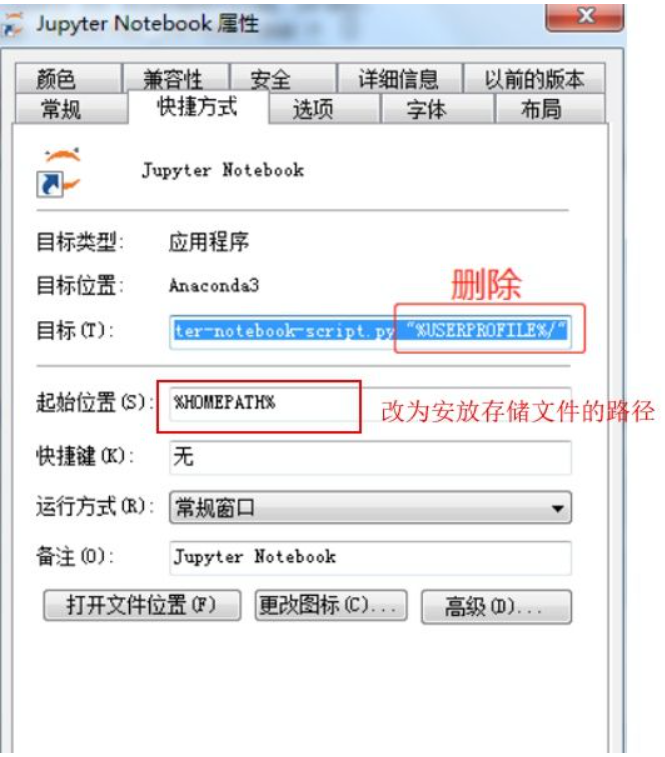 Jupyter Notebook 属性
颜色 兼容性 安全 详细信息 以前的版本
常规 快捷方式 选项 字体 布局
Jupyter Notebook
目标类型: 应用程序
目标位置: Anaconda3
删除
目标(T): ter-notebook-script.py "%USERPROFILE%/"
起始位置(S): %HOMEPATH%
改为安放存储文件的路径
快捷键(K): 无
运行方式(R): 常规窗口
备注(O): Jupyter Notebook
打开文件位置(F) 更改图标(C)... 高级(D)...